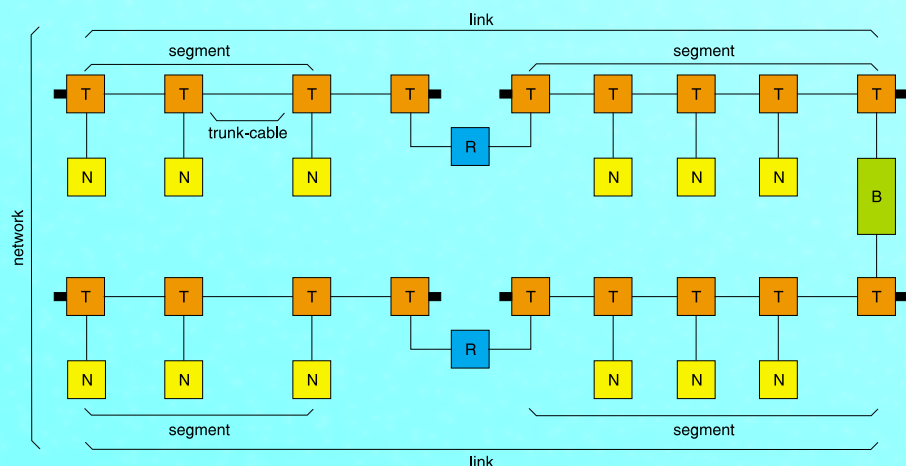 link
segment segment
T T T T T T T T T
trunk-cable
R
N N N N N N B
network
T T T T T T T T T
R
N N N N N N
segment segment
link